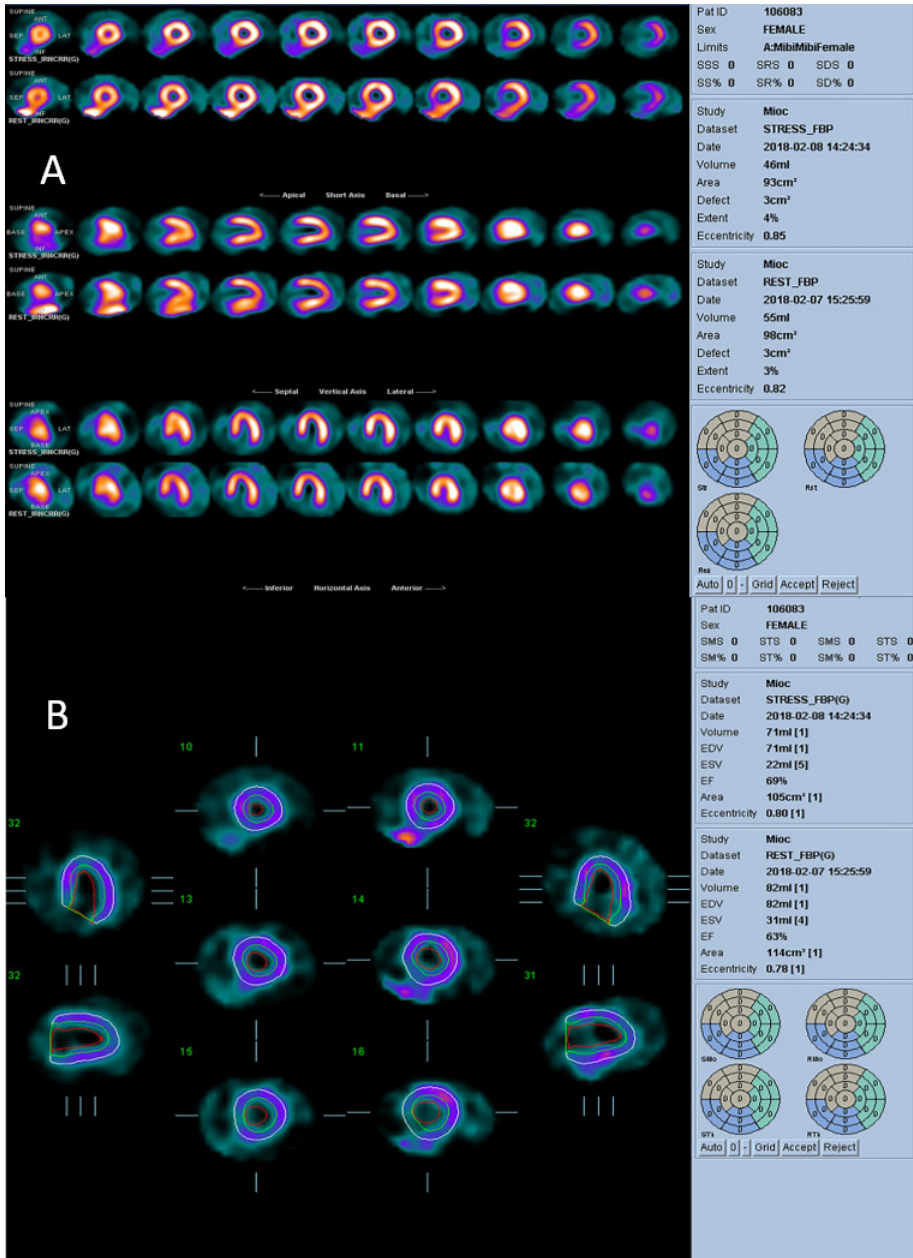 SUPINE
ANT
SEP LAT
INF
STRESS_IRNCRR(G)
SUPINE
ANT
SEP LAT
INF
REST_IRNCRR(G)
A
<------ Apical Short Axis Basal ------>
SUPINE
ANT
BASE APEX
INF
STRESS_IRNCRR(G)
SUPINE
ANT
BASE APEX
INF
REST_IRNCRR(G)
<------ Septal Vertical Axis Lateral ------>
SUPINE
APEX
SEP LAT
BASE
STRESS_IRNCRR(G)
SUPINE
APEX
SEP LAT
BASE
REST_IRNCRR(G)
<------ Inferior Horizontal Axis Anterior ------>
Pat ID 106083
Sex FEMALE
Limits A:MibiMibiFemale
SSS 0 SRS 0 SDS 0
SS% 0 SR% 0 SD% 0
Study Mioc
Dataset STRESS_FBP
Date 2018-02-08 14:24:34
Volume 46ml
Area 93cm²
Defect 3cm²
Extent 4%
Eccentricity 0.85
Study Mioc
Dataset REST_FBP
Date 2018-02-07 15:25:59
Volume 55ml
Area 98cm²
Defect 3cm²
Extent 3%
Eccentricity 0.82
Str Rst
Auto 0 - Grid Accept Reject
B
10 11
32 32
13 14
32 31
15 16
Pat ID 106083
Sex FEMALE
SMS 0 STS 0 SMS 0 STS 0
SM% 0 ST% 0 SM% 0 ST% 0
Study Mioc
Dataset STRESS_FBP(G)
Date 2018-02-08 14:24:34
Volume 71ml [1]
EDV 71ml [1]
ESV 22ml [5]
EF 69%
Area 105cm² [1]
Eccentricity 0.80 [1]
Study Mioc
Dataset REST_FBP(G)
Date 2018-02-07 15:25:59
Volume 82ml [1]
EDV 82ml [1]
ESV 31ml [4]
EF 63%
Area 114cm² [1]
Eccentricity 0.78 [1]
Auto 0 - Grid Accept Reject